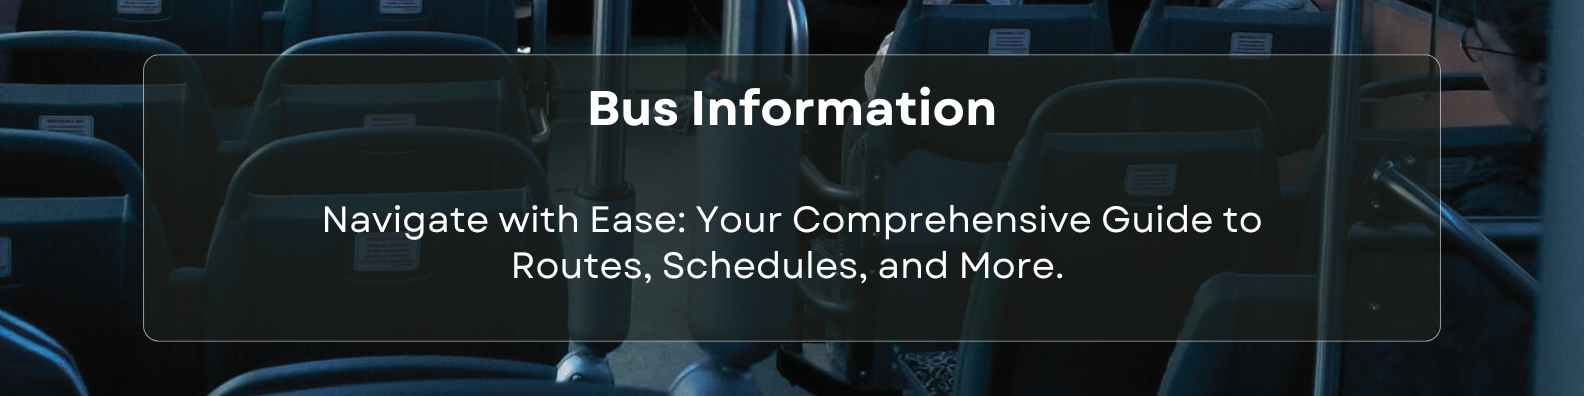 Bus Information
Navigate with Ease: Your Comprehensive Guide to
Routes, Schedules, and More.